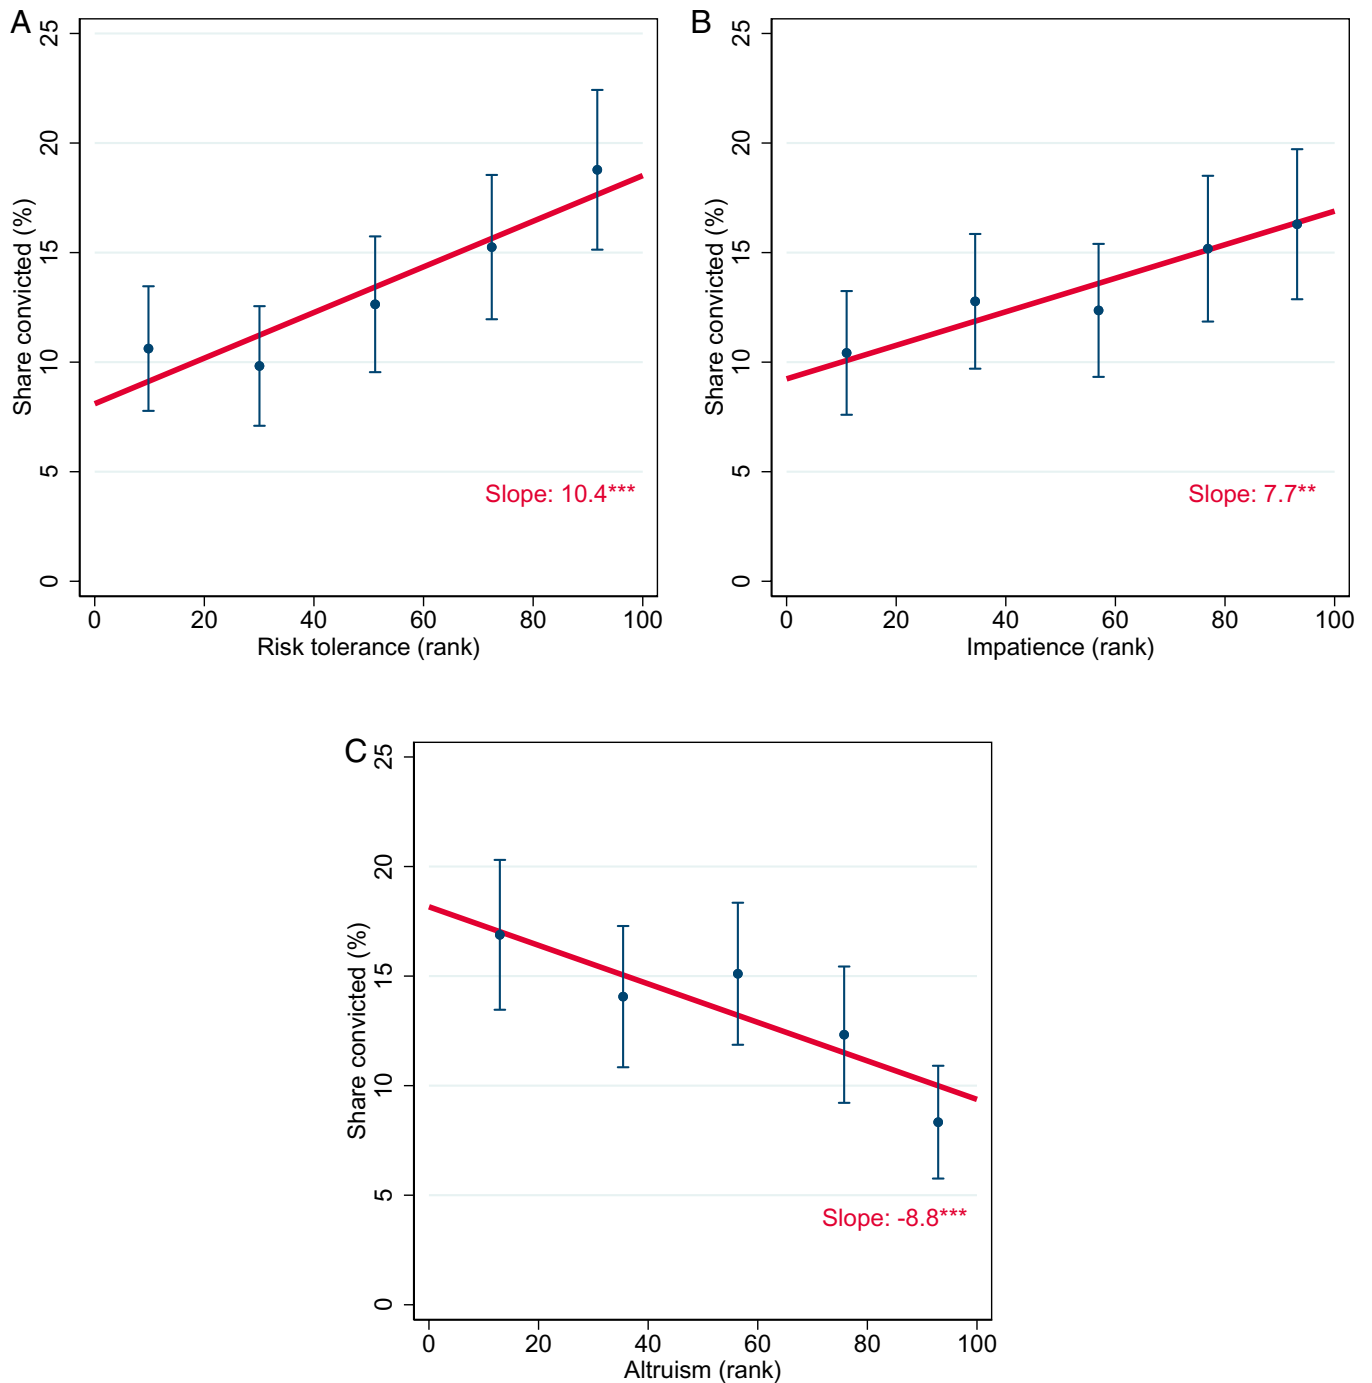 A
25
20
15
10
5
0
Share convicted (%)
Slope: 10.4***
0 20 40 60 80 100
Risk tolerance (rank)
B
25
20
15
10
5
0
Share convicted (%)
Slope: 7.7**
0 20 40 60 80 100
Impatience (rank)
C
25
20
15
10
5
0
Share convicted (%)
Slope: -8.8***
0 20 40 60 80 100
Altruism (rank)